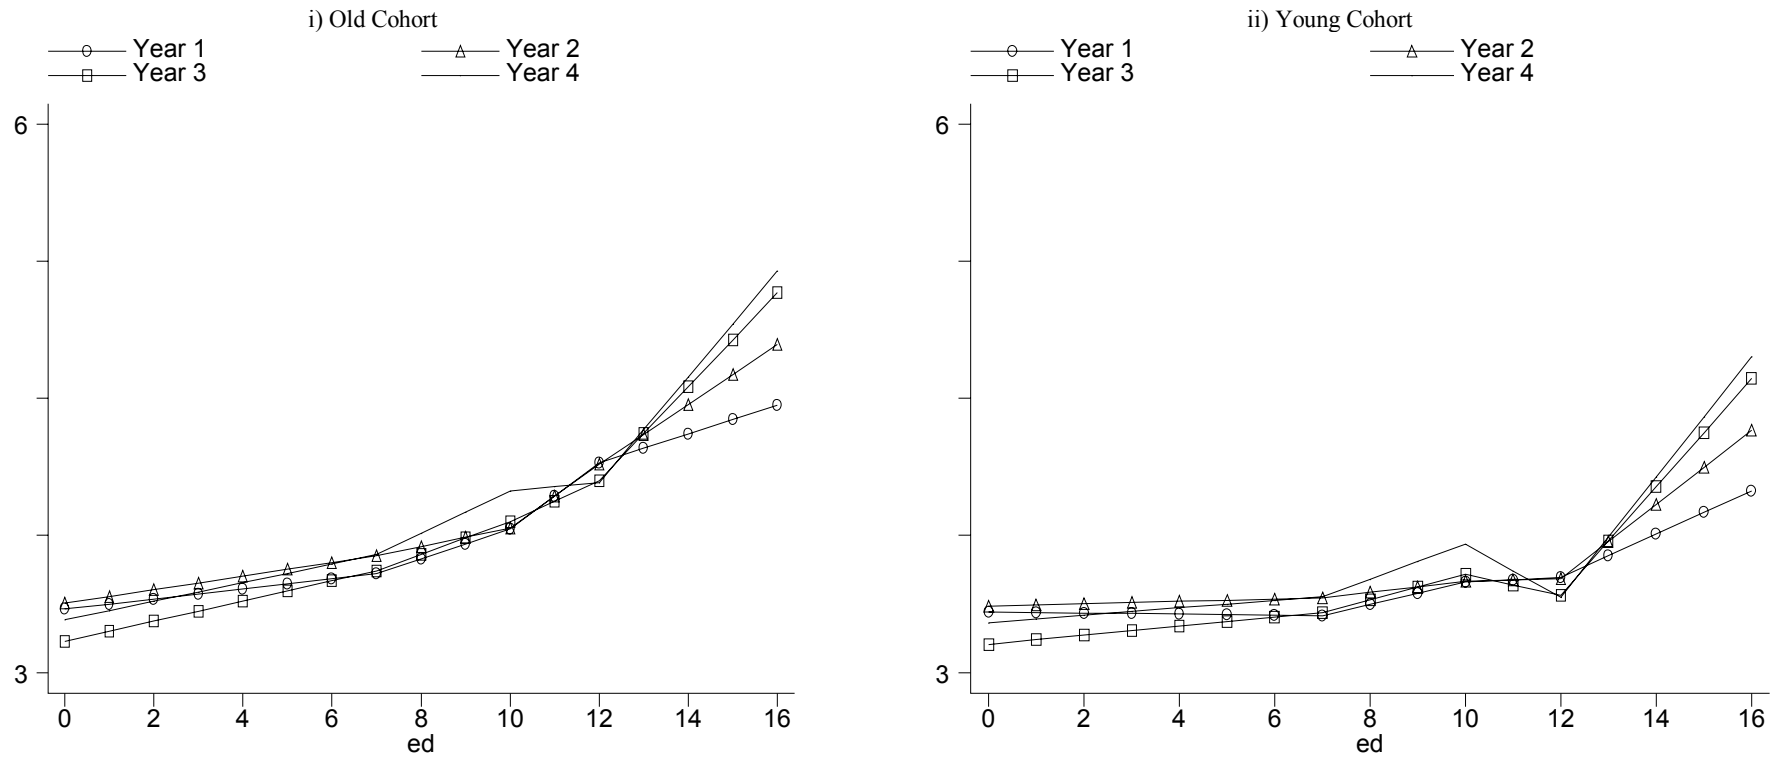 i) Old Cohort
Year 1 Year 2
Year 3 Year 4
6
3
0 2 4 6 8 10 12 14 16
ed
ii) Young Cohort
Year 1 Year 2
Year 3 Year 4
6
3
0 2 4 6 8 10 12 14 16
ed